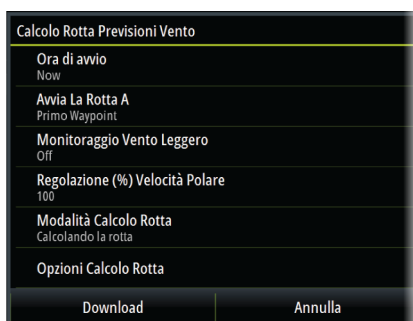 Calcolo Rotta Previsioni Vento
Ora di avvio
Now
Avvia La Rotta A
Primo Waypoint
Monitoraggio Vento Leggero
Off
Regolazione (%) Velocità Polare
100
Modalità Calcolo Rotta
Calcolando la rotta
Opzioni Calcolo Rotta
Download
Annulla